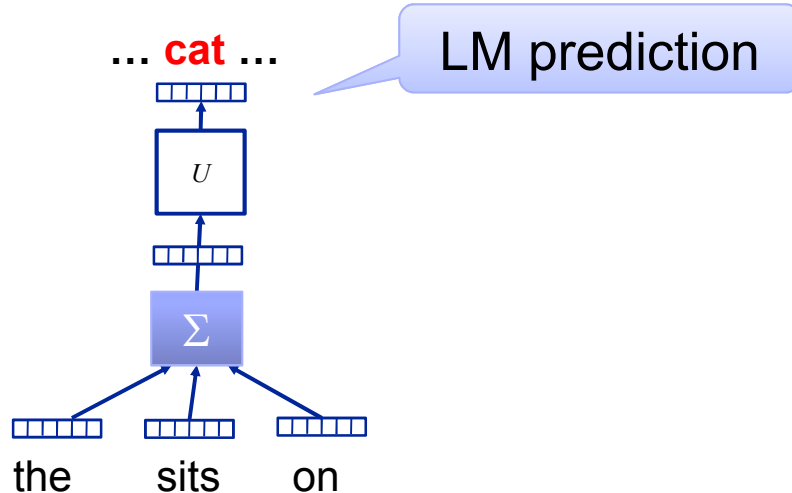 … cat …
LM prediction
U
Σ
the sits on